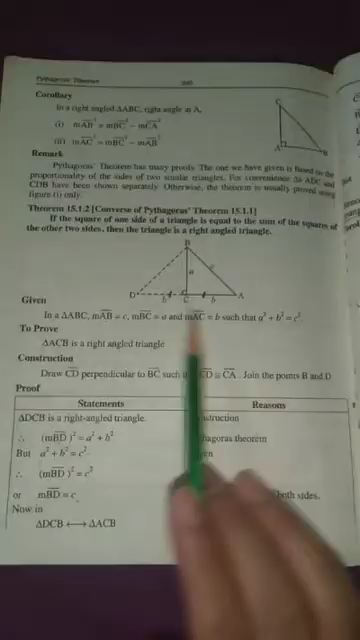 Pythagoras Theorem 240
Corollary
In a right angled ΔABC, right angle at A,
(i) mAB² = mBC² − mCA²
(ii) mAC² = mBC² − mAB²
C
A B
Remark
Pythagoras' Theorem has many proofs. The one we have given is based on the
proportionality of the sides of two similar triangles. For convenience Δs ADC and
CDB have been shown separately. Otherwise, the theorem is usually proved using
figure (i) only.
Theorem 15.1.2 [Converse of Pythagoras' Theorem 15.1.1]
If the square of one side of a triangle is equal to the sum of the squares of
the other two sides, then the triangle is a right angled triangle.
B
a c
D b C b A
Given
In a ΔABC, mAB = c, mBC = a and mAC = b such that a² + b² = c².
To Prove
ΔACB is a right angled triangle
Construction
Draw CD perpendicular to BC such CD ≅ CA. Join the points B and D.
Proof
Statements Reasons
ΔDCB is a right-angled triangle. struction
∴ (mBD)² = a² + b² hagoras theorem
But a² + b² = c²
∴ (mBD)² = c²
or mBD = c both sides.
Now in
ΔDCB ⟷ ΔACB